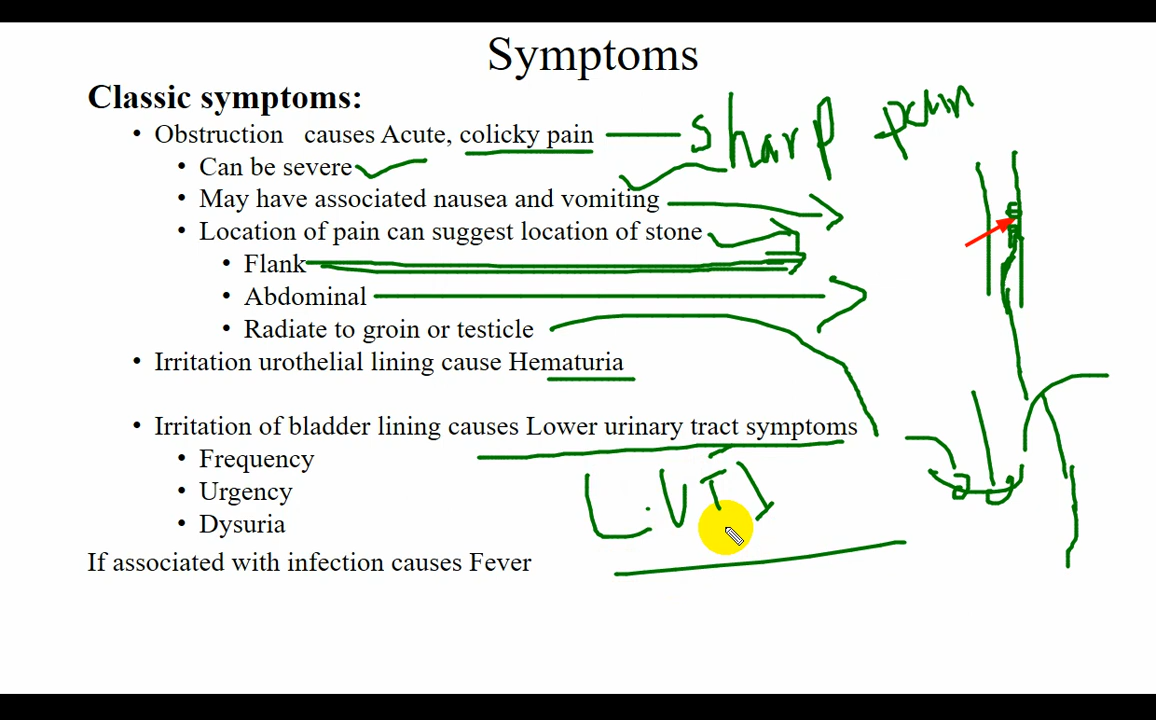 Symptoms
Classic symptoms:
• Obstruction causes Acute, colicky pain sharp pain
• Can be severe
• May have associated nausea and vomiting
• Location of pain can suggest location of stone
• Flank
• Abdominal
• Radiate to groin or testicle
• Irritation urothelial lining cause Hematuria
• Irritation of bladder lining causes Lower urinary tract symptoms
• Frequency
• Urgency
• Dysuria
If associated with infection causes Fever